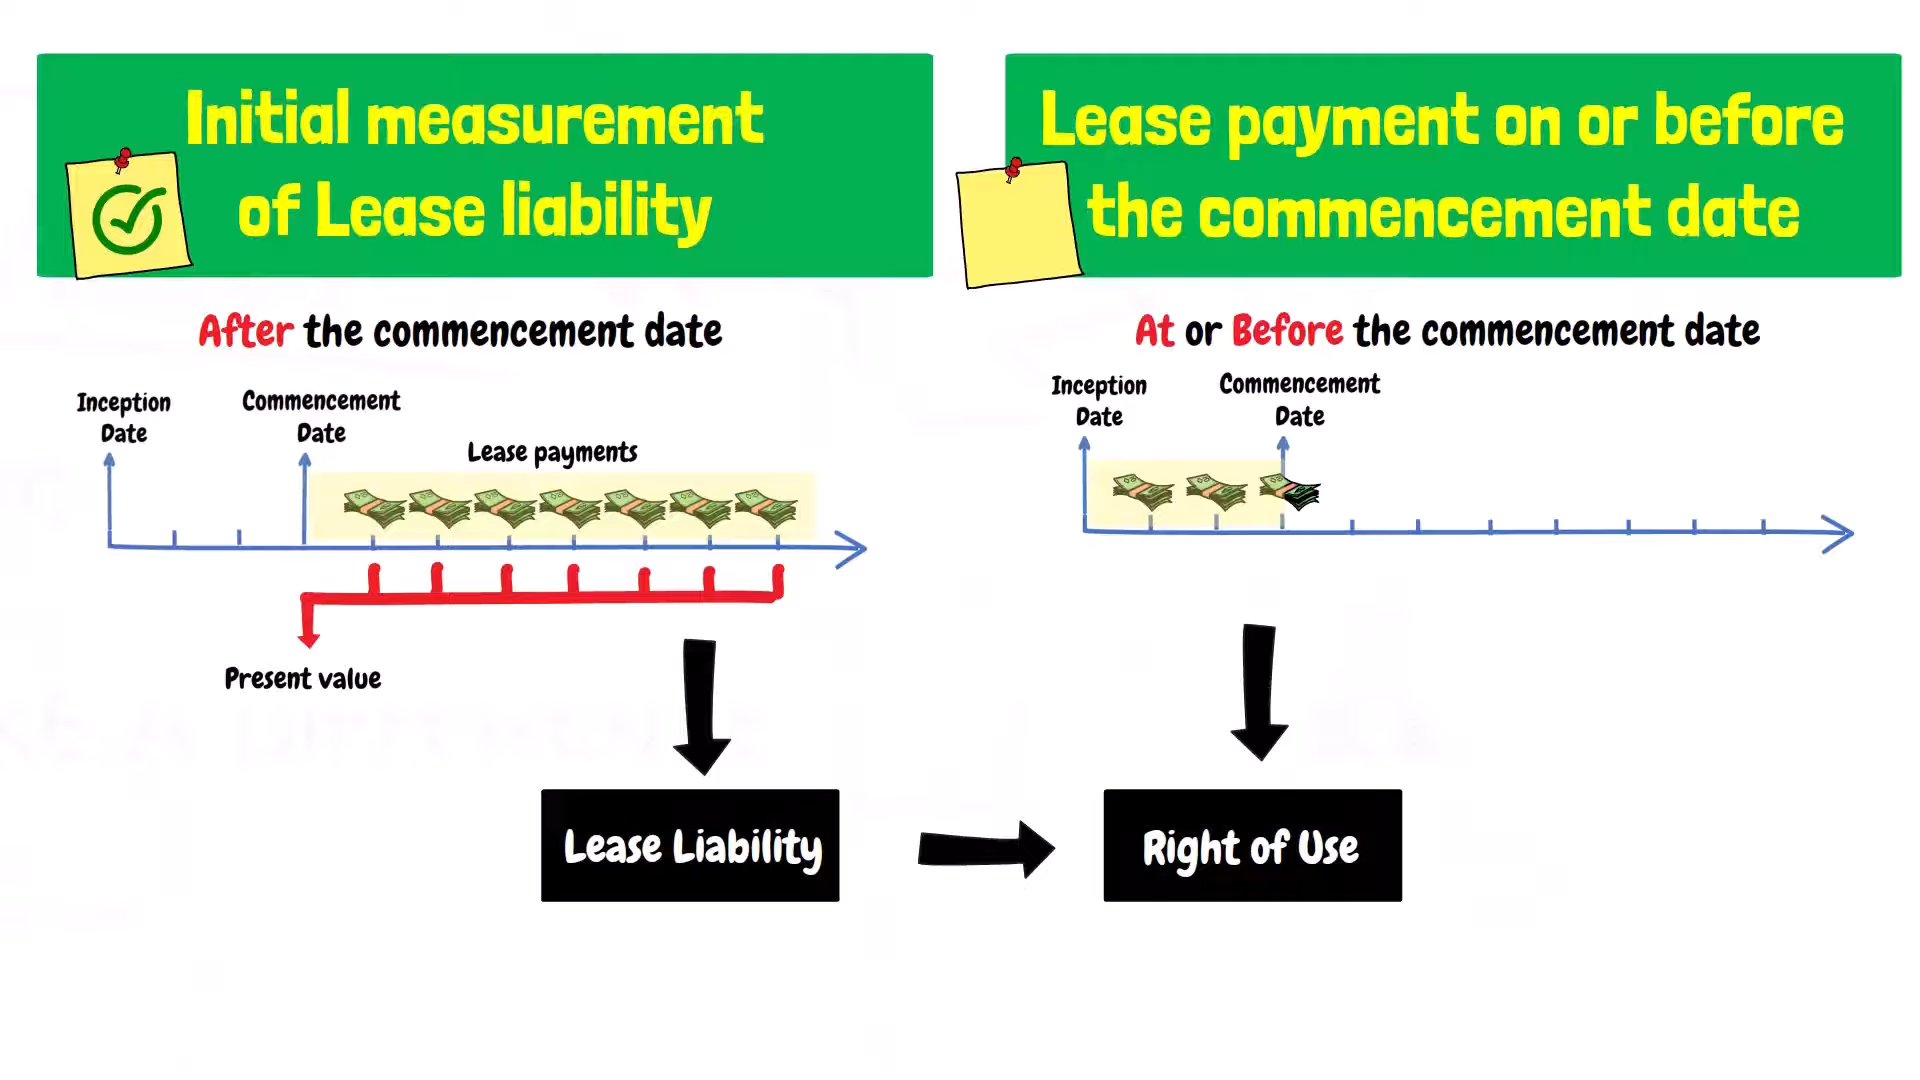 Initial measurement
of Lease liability
After the commencement date
Inception
Date
Commencement
Date
Lease payments
Present value
Lease Liability
Lease payment on or before
the commencement date
At or Before the commencement date
Inception
Date
Commencement
Date
Right of Use